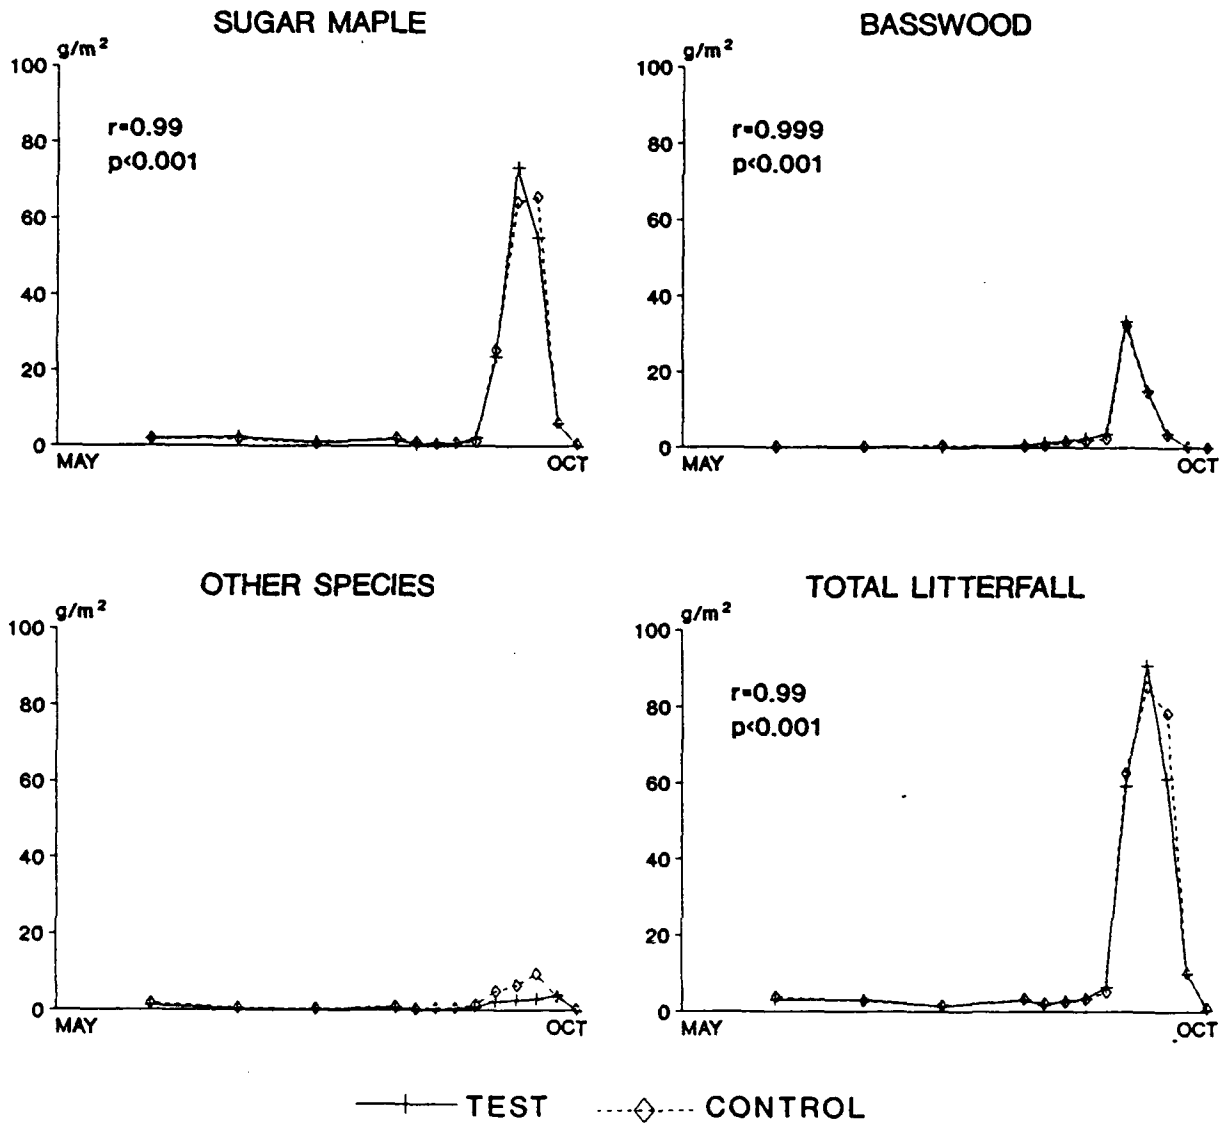 SUGAR MAPLE
g/m²
100
80
60
40
20
0
r=0.99
p<0.001
MAY
OCT
BASSWOOD
g/m²
100
80
60
40
20
0
r=0.999
p<0.001
MAY
OCT
OTHER SPECIES
g/m²
100
80
60
40
20
0
MAY
OCT
TOTAL LITTERFALL
g/m²
100
80
60
40
20
0
r=0.99
p<0.001
MAY
OCT
TEST
CONTROL